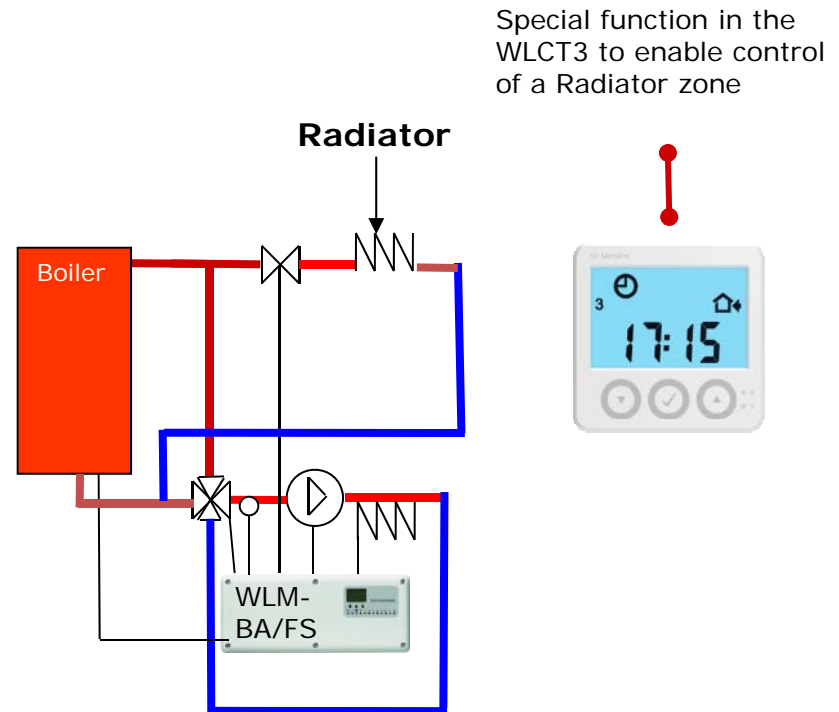 Special function in the
WLCT3 to enable control
of a Radiator zone
Radiator
Boiler
3
17:15
WLM-
BA/FS